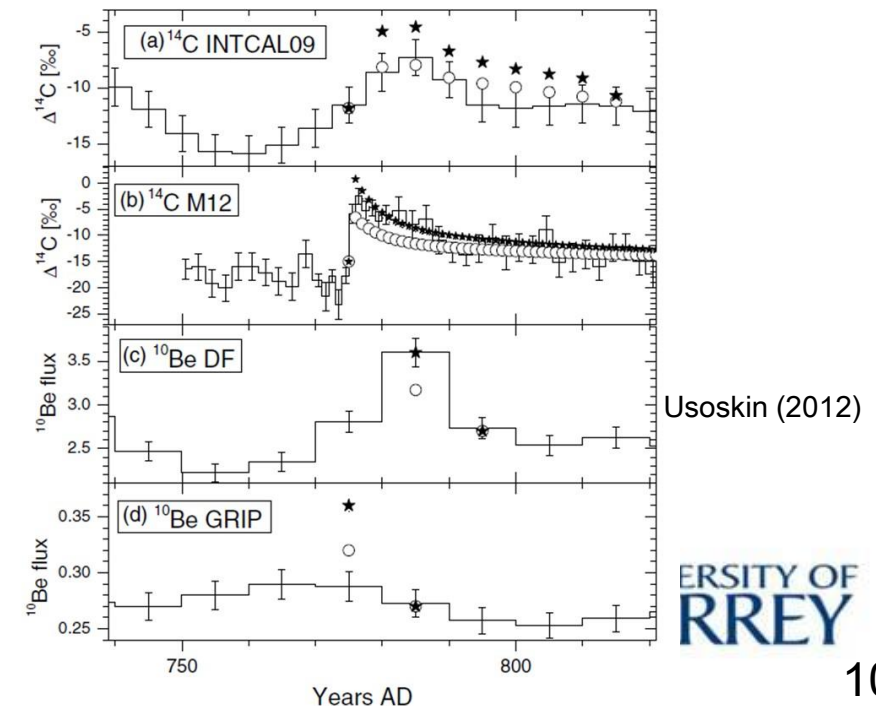 (a) ¹⁴C INTCAL09
Δ¹⁴C [‰]
-5
-10
-15
(b) ¹⁴C M12
Δ¹⁴C [‰]
0
-5
-10
-15
-20
-25
(c) ¹⁰Be DF
¹⁰Be flux
3.5
3.0
2.5
Usoskin (2012)
(d) ¹⁰Be GRIP
¹⁰Be flux
0.35
0.30
0.25
750
800
Years AD
ERSITY OF
RREY
10